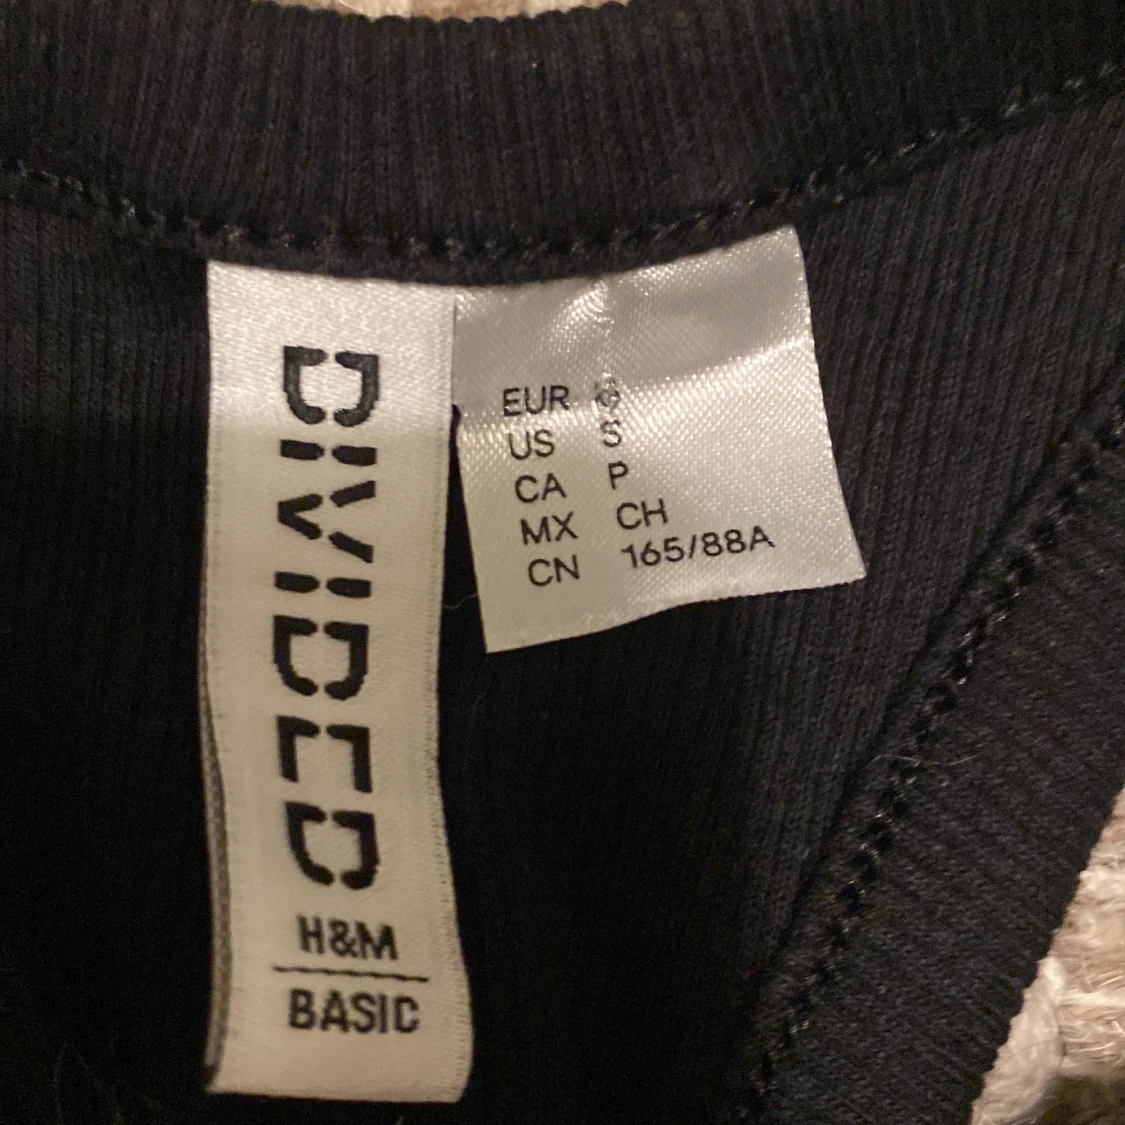 DIVIDED
H&M
BASIC
EUR
US S
CA P
MX CH
CN 165/88A